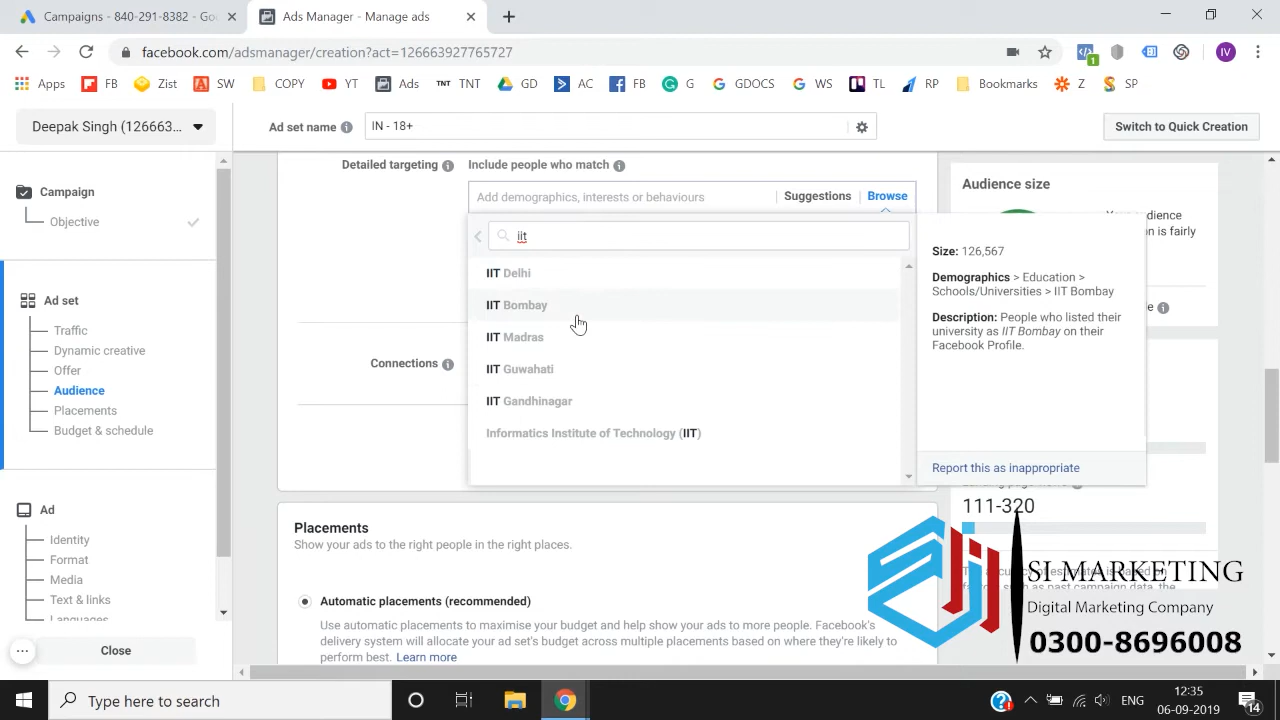 Campaigns - 840-291-8382 - Go
Ads Manager - Manage ads
facebook.com/adsmanager/creation?act=126663927765727
1
IV
Apps
FB
Zist
SW
COPY
YT
Ads
TNT TNT
GD
AC
FB
G
GDOCS
WS
TL
RP
Bookmarks
Z
SP
Deepak Singh (126663...
Ad set name
IN - 18+
Switch to Quick Creation
Campaign
Objective
Ad set
Traffic
Dynamic creative
Offer
Audience
Placements
Budget & schedule
Ad
Identity
Format
Media
Text & links
Languages
Close
Detailed targeting
Include people who match
Add demographics, interests or behaviours
Suggestions
Browse
iit
IIT Delhi
IIT Bombay
IIT Madras
IIT Guwahati
IIT Gandhinagar
Informatics Institute of Technology (IIT)
Connections
Audience size
Size: 126,567
Demographics > Education >
Schools/Universities > IIT Bombay
Description: People who listed their
university as IIT Bombay on their
Facebook Profile.
Report this as inappropriate
111-320
Placements
Show your ads to the right people in the right places.
Automatic placements (recommended)
Use automatic placements to maximise your budget and help show your ads to more people. Facebook's
delivery system will allocate your ad set's budget across multiple placements based on where they're likely to
perform best. Learn more
SI MARKETING
Digital Marketing Company
0300-8696008
Type here to search
ENG
12:35
06-09-2019
14